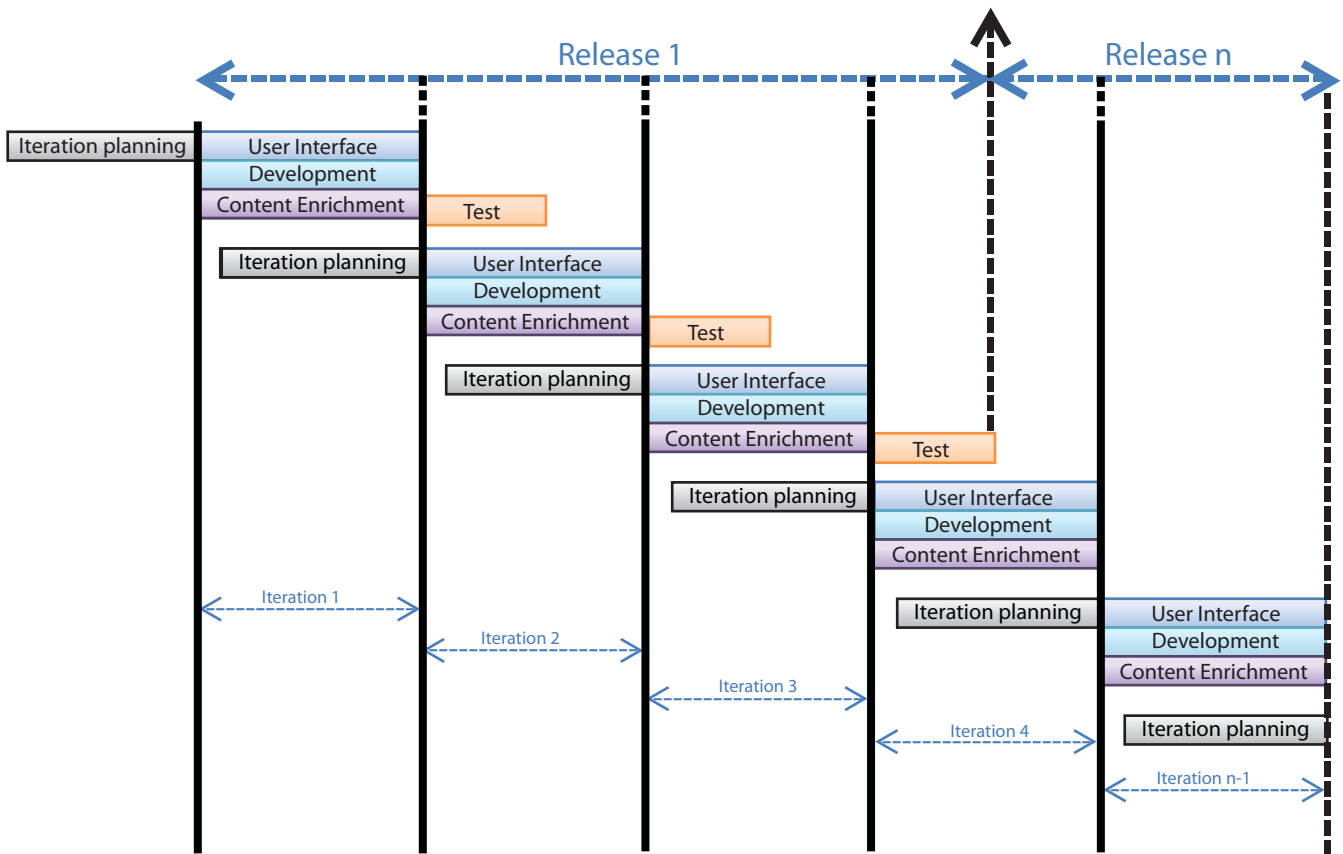 Release 1
Release n
Iteration planning
User Interface
Development
Content Enrichment
Test
Iteration planning
User Interface
Development
Content Enrichment
Test
Iteration planning
User Interface
Development
Content Enrichment
Test
Iteration planning
User Interface
Development
Content Enrichment
Iteration 1
Iteration planning
User Interface
Development
Content Enrichment
Iteration 2
Iteration 3
Iteration planning
Iteration 4
Iteration n-1